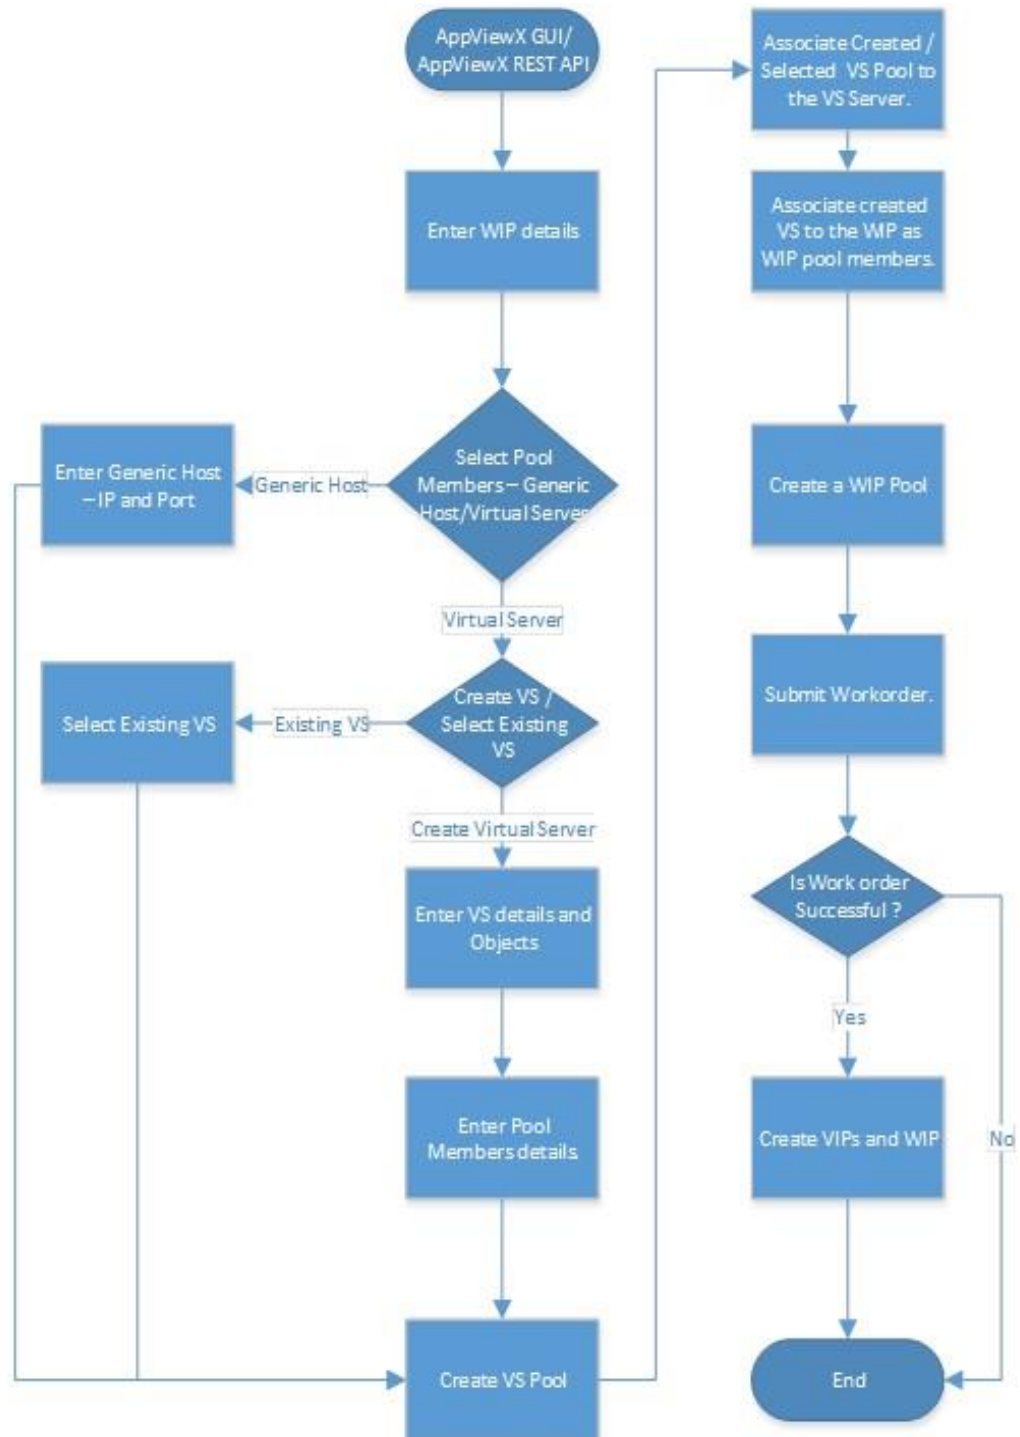 AppViewX GUI/
AppViewX REST API
Enter WIP details
Select Pool
Members – Generic
Host/Virtual Server
Generic Host
Enter Generic Host
– IP and Port
Virtual Server
Create VS /
Select Existing
VS
Existing VS
Select Existing VS
Create Virtual Server
Enter VS details and
Objects
Enter Pool
Members details.
Create VS Pool
Associate Created /
Selected VS Pool to
the VS Server.
Associate created
VS to the WIP as
WIP pool members.
Create a WIP Pool
Submit Workorder.
Is Work order
Successful ?
Yes
No
Create VIPs and WIP
End